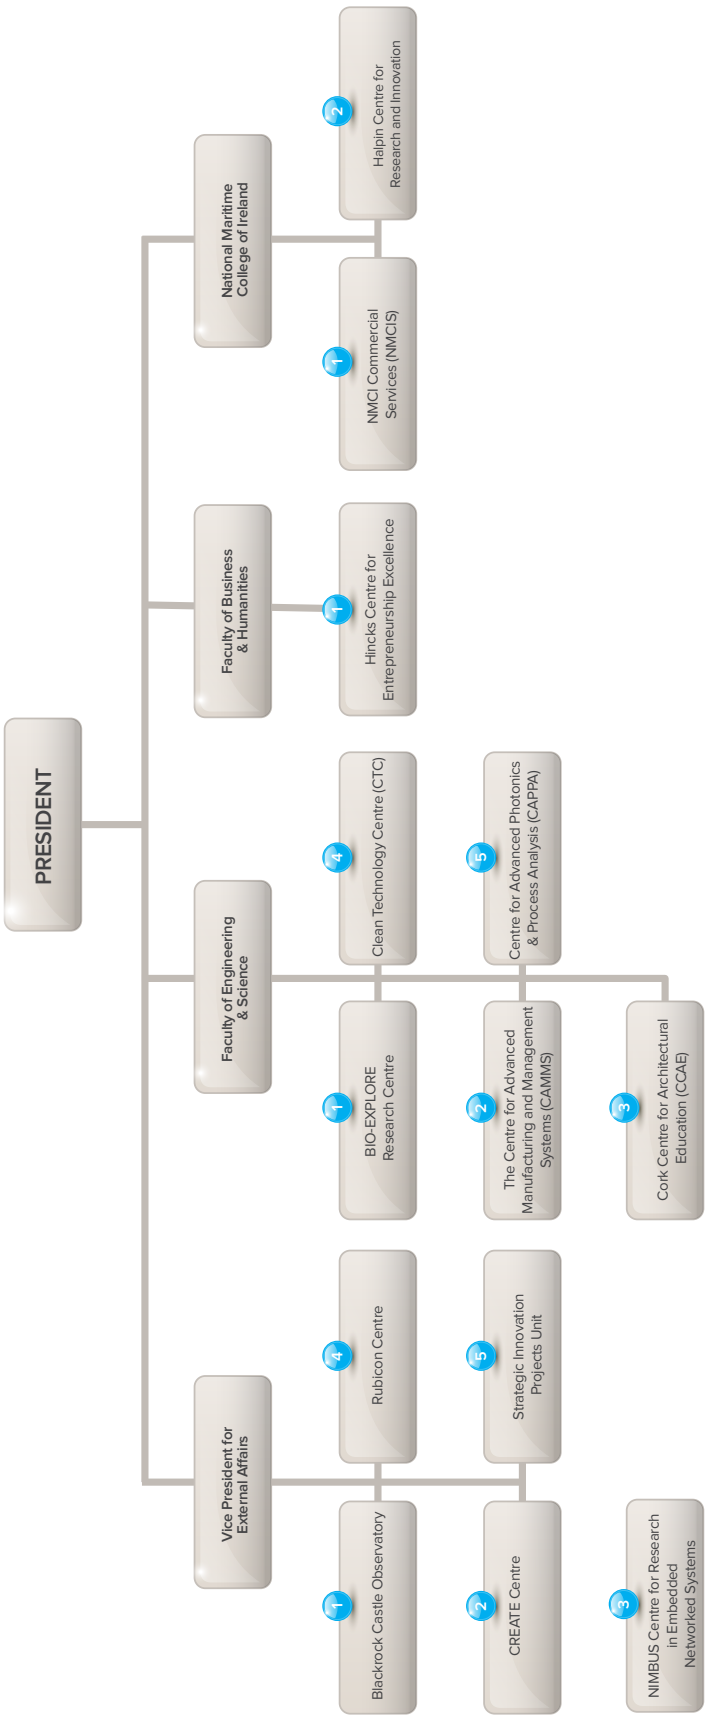 PRESIDENT
Vice President for
External Affairs
Faculty of Engineering
& Science
Faculty of Business
& Humanities
National Maritime
College of Ireland
1
Blackrock Castle Observatory
4
Rubicon Centre
1
BIO-EXPLORE
Research Centre
4
Clean Technology Centre (CTC)
1
Hincks Centre for
Entrepreneurship Excellence
1
NMCI Commercial
Services (NMCIS)
2
Halpin Centre for
Research and Innovation
2
CREATE Centre
5
Strategic Innovation
Projects Unit
2
The Centre for Advanced
Manufacturing and Management
Systems (CAMMS)
5
Centre for Advanced Photonics
& Process Analysis (CAPPA)
3
NIMBUS Centre for Research
in Embedded
Networked Systems
3
Cork Centre for Architectural
Education (CCAE)